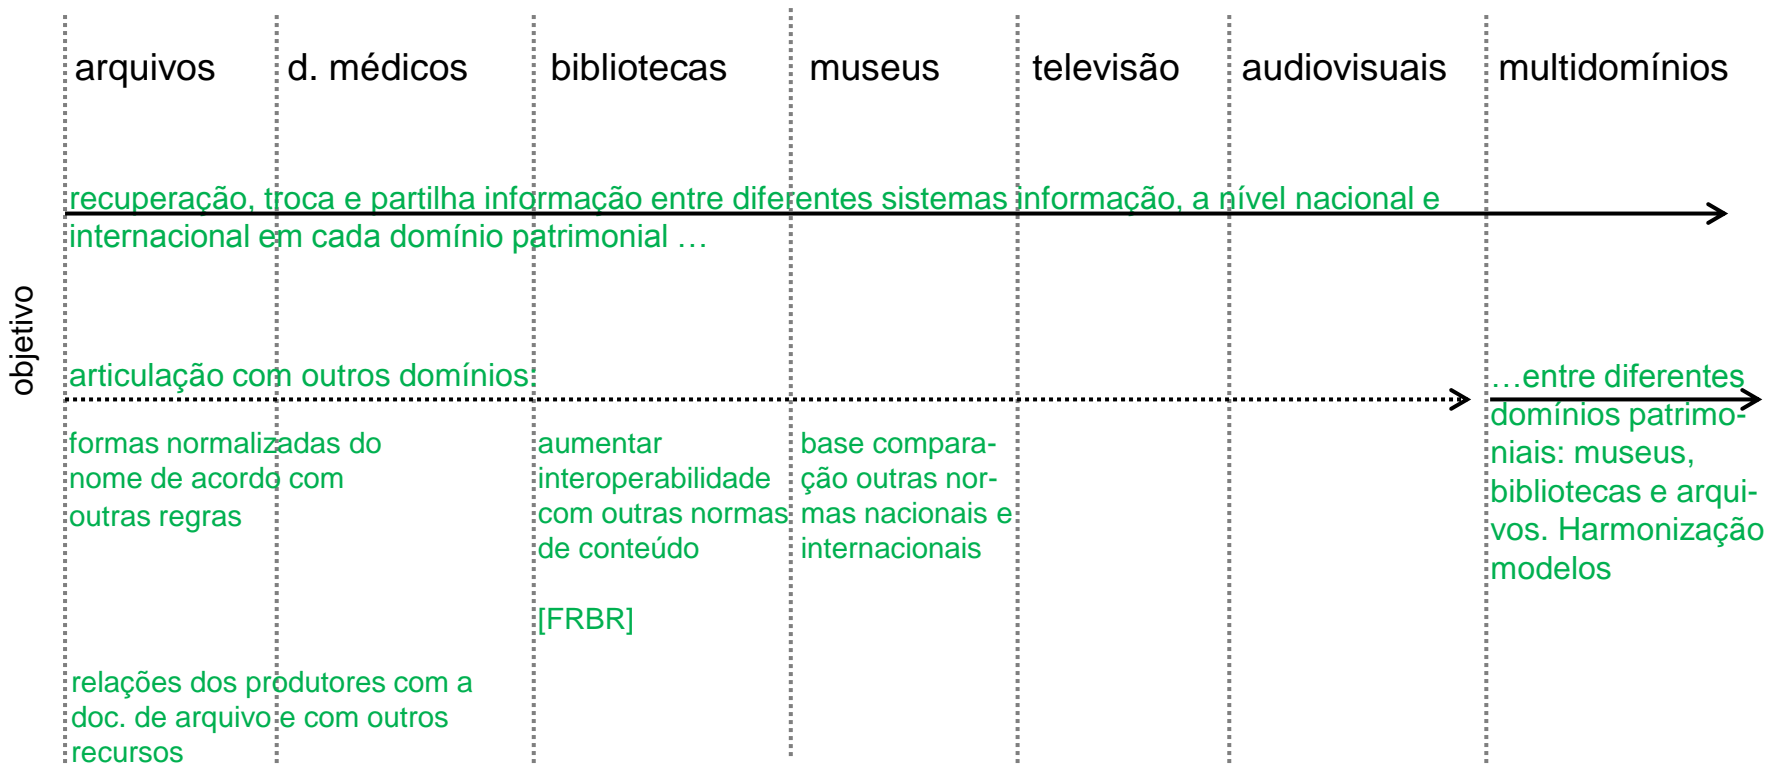 arquivos
d. médicos
bibliotecas
museus
televisão
audiovisuais
multidomínios
objetivo
recuperação, troca e partilha informação entre diferentes sistemas informação, a nível nacional e
internacional em cada domínio patrimonial …
articulação com outros domínios:
formas normalizadas do
nome de acordo com
outras regras
relações dos produtores com a
doc. de arquivo e com outros
recursos
aumentar
interoperabilidade
com outras normas
de conteúdo
[FRBR]
base compara-
ção outras nor-
mas nacionais e
internacionais
…entre diferentes
domínios patrimo-
niais: museus,
bibliotecas e arqui-
vos. Harmonização
modelos